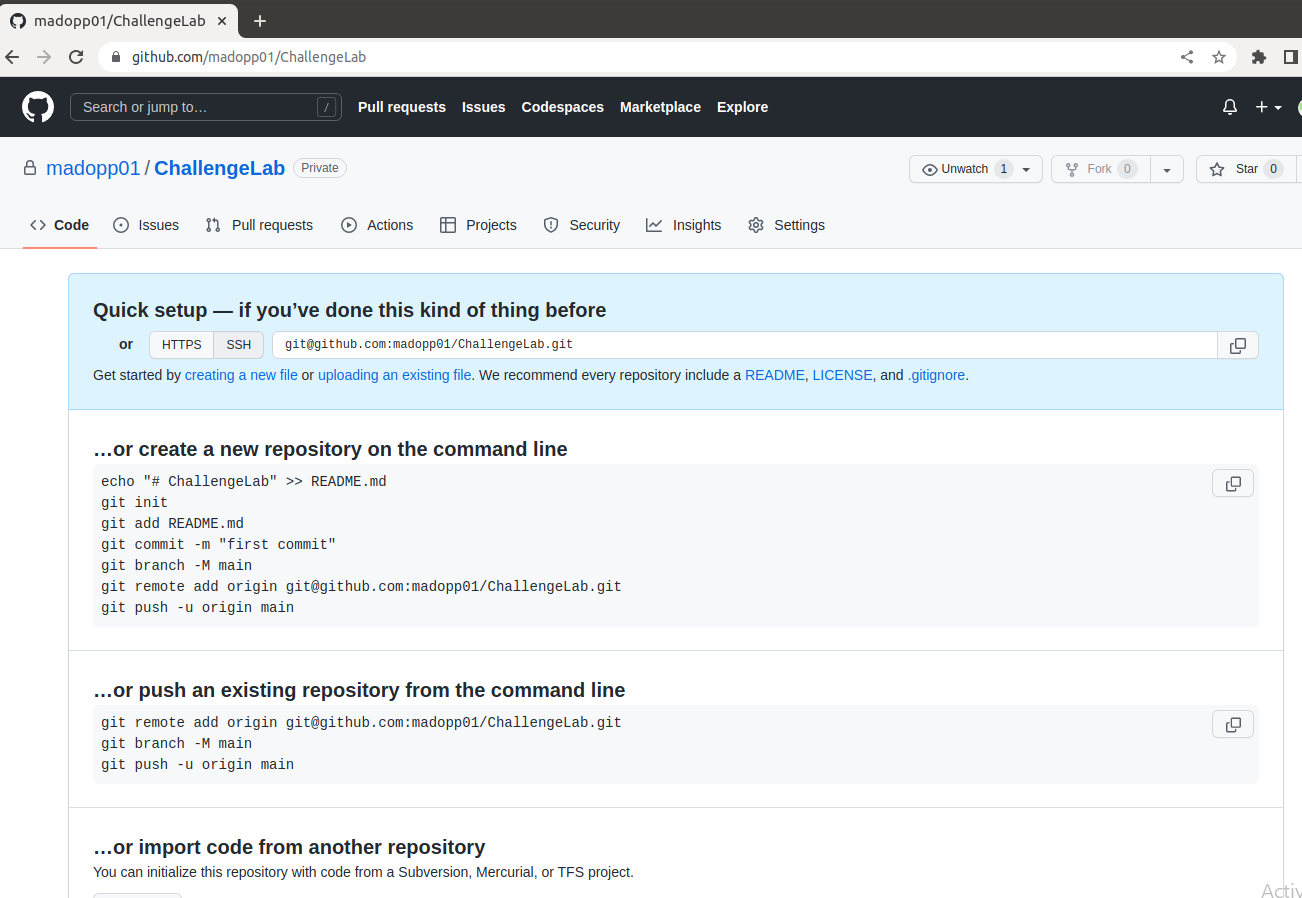 madopp01/ChallengeLab
github.com/madopp01/ChallengeLab
Search or jump to… / Pull requests Issues Codespaces Marketplace Explore
madopp01 / ChallengeLab Private Unwatch 1 Fork 0 Star 0
Code Issues Pull requests Actions Projects Security Insights Settings
Quick setup — if you’ve done this kind of thing before
or HTTPS SSH git@github.com:madopp01/ChallengeLab.git
Get started by creating a new file or uploading an existing file. We recommend every repository include a README, LICENSE, and .gitignore.
…or create a new repository on the command line
echo "# ChallengeLab" >> README.md
git init
git add README.md
git commit -m "first commit"
git branch -M main
git remote add origin git@github.com:madopp01/ChallengeLab.git
git push -u origin main
…or push an existing repository from the command line
git remote add origin git@github.com:madopp01/ChallengeLab.git
git branch -M main
git push -u origin main
…or import code from another repository
You can initialize this repository with code from a Subversion, Mercurial, or TFS project.